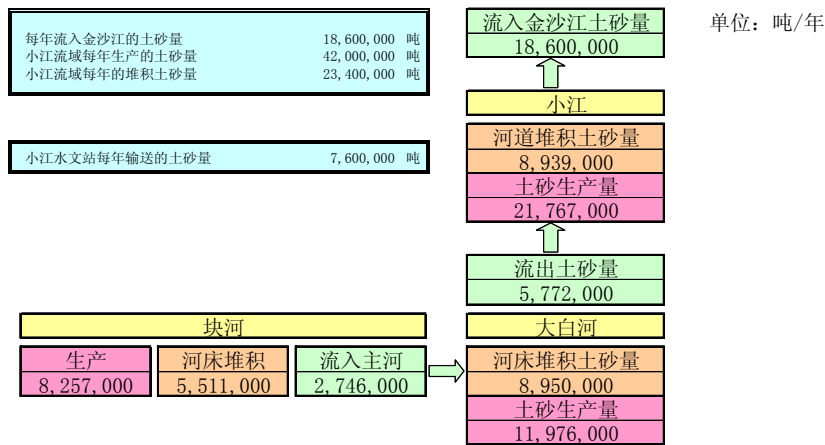 每年流入金沙江的土砂量 18,600,000 吨
小江流域每年生产的土砂量 42,000,000 吨
小江流域每年的堆积土砂量 23,400,000 吨
小江水文站每年输送的土砂量 7,600,000 吨
单位：吨/年
流入金沙江土砂量
18,600,000
小江
河道堆积土砂量
8,939,000
土砂生产量
21,767,000
流出土砂量
5,772,000
块河
生产 河床堆积 流入主河
8,257,000 5,511,000 2,746,000
大白河
河床堆积土砂量
8,950,000
土砂生产量
11,976,000